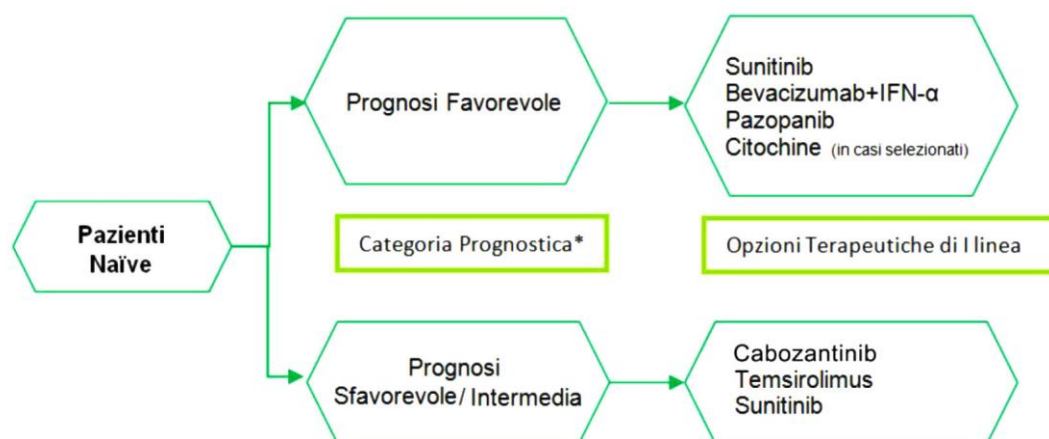 Prognosi Favorevole
Sunitinib
Bevacizumab+IFN-α
Pazopanib
Citochine (in casi selezionati)
Pazienti
Naïve
Categoria Prognostica*
Opzioni Terapeutiche di I linea
Prognosi
Sfavorevole/ Intermedia
Cabozantinib
Temsirolimus
Sunitinib